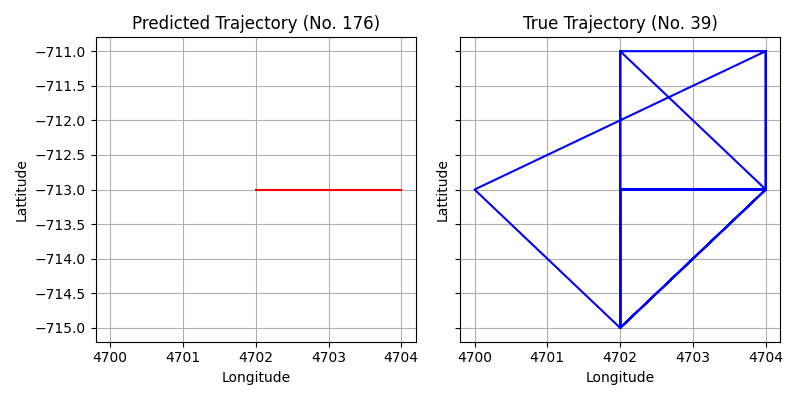 Predicted Trajectory (No. 176)
True Trajectory (No. 39)
−711.0
−711.5
−712.0
−712.5
−713.0
−713.5
−714.0
−714.5
−715.0
Lattitude
Lattitude
4700 4701 4702 4703 4704
4700 4701 4702 4703 4704
Longitude
Longitude